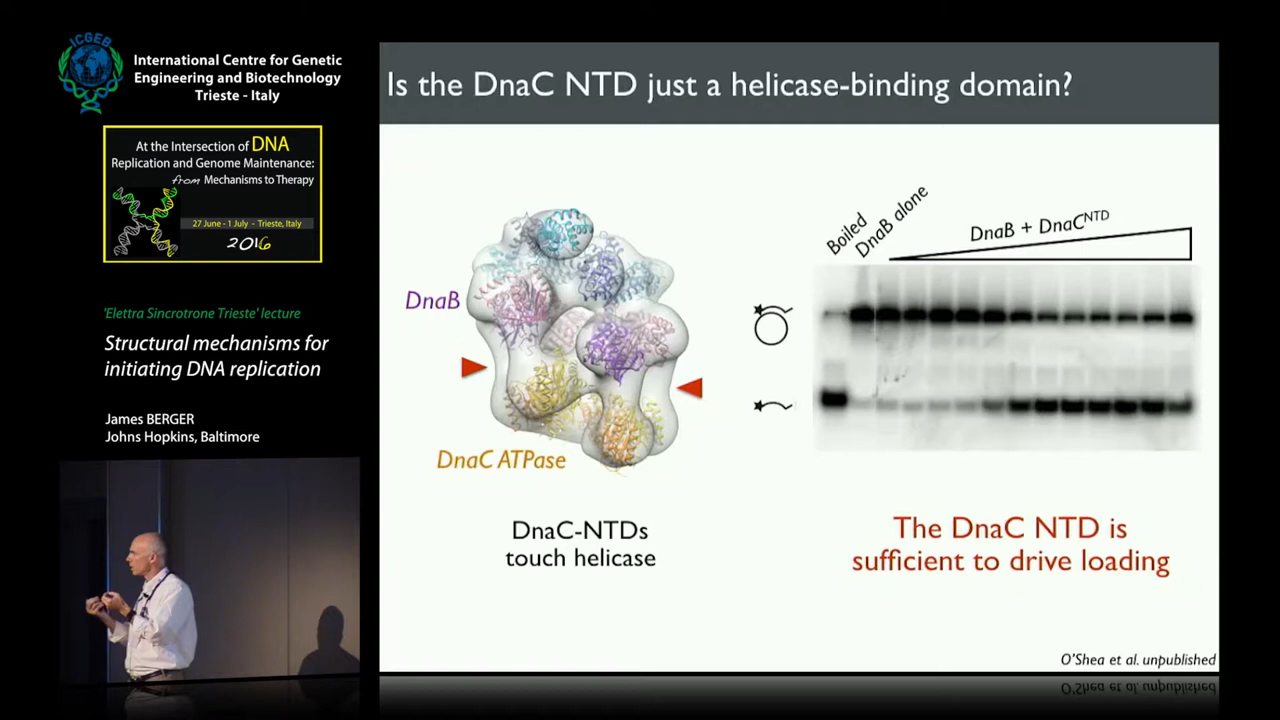 ICGEB
International Centre for Genetic
Engineering and Biotechnology
Trieste - Italy
At the Intersection of DNA
Replication and Genome Maintenance:
from Mechanisms to Therapy
27 June - 1 July - Trieste, Italy
2016
'Elettra Sincrotrone Trieste' lecture
Structural mechanisms for
initiating DNA replication
James BERGER
Johns Hopkins, Baltimore
Is the DnaC NTD just a helicase-binding domain?
DnaB
DnaC ATPase
DnaC-NTDs
touch helicase
Boiled
DnaB alone
DnaB + DnaCNTD
The DnaC NTD is
sufficient to drive loading
O'Shea et al. unpublished